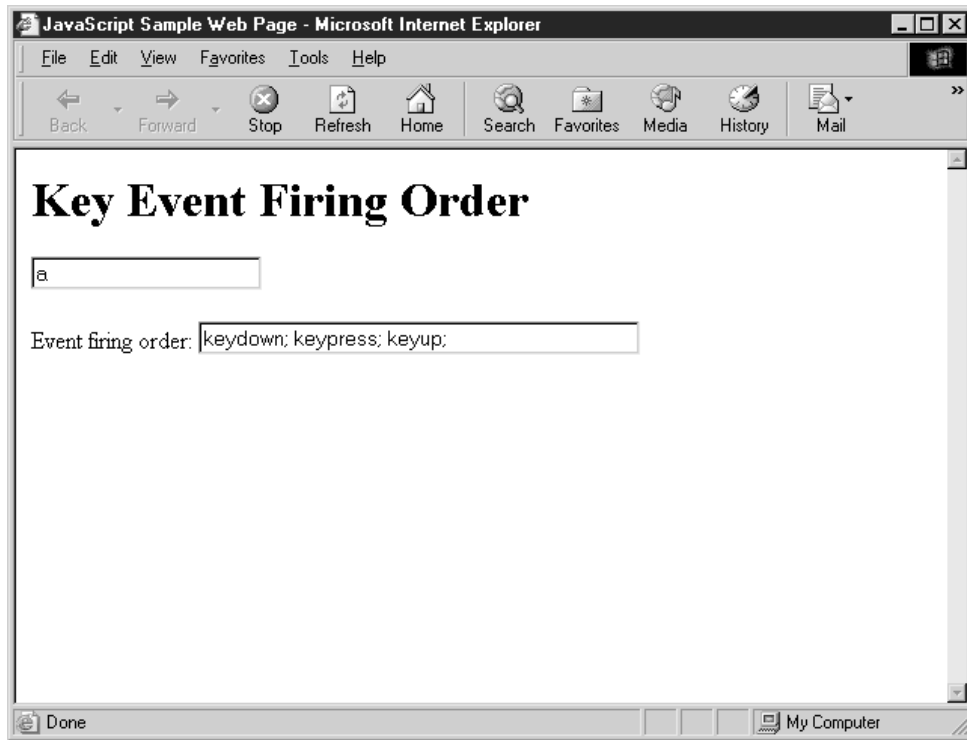 JavaScript Sample Web Page - Microsoft Internet Explorer
File Edit View Favorites Tools Help
Back Forward Stop Refresh Home Search Favorites Media History Mail »
Key Event Firing Order
a
Event firing order: keydown; keypress; keyup;
Done My Computer